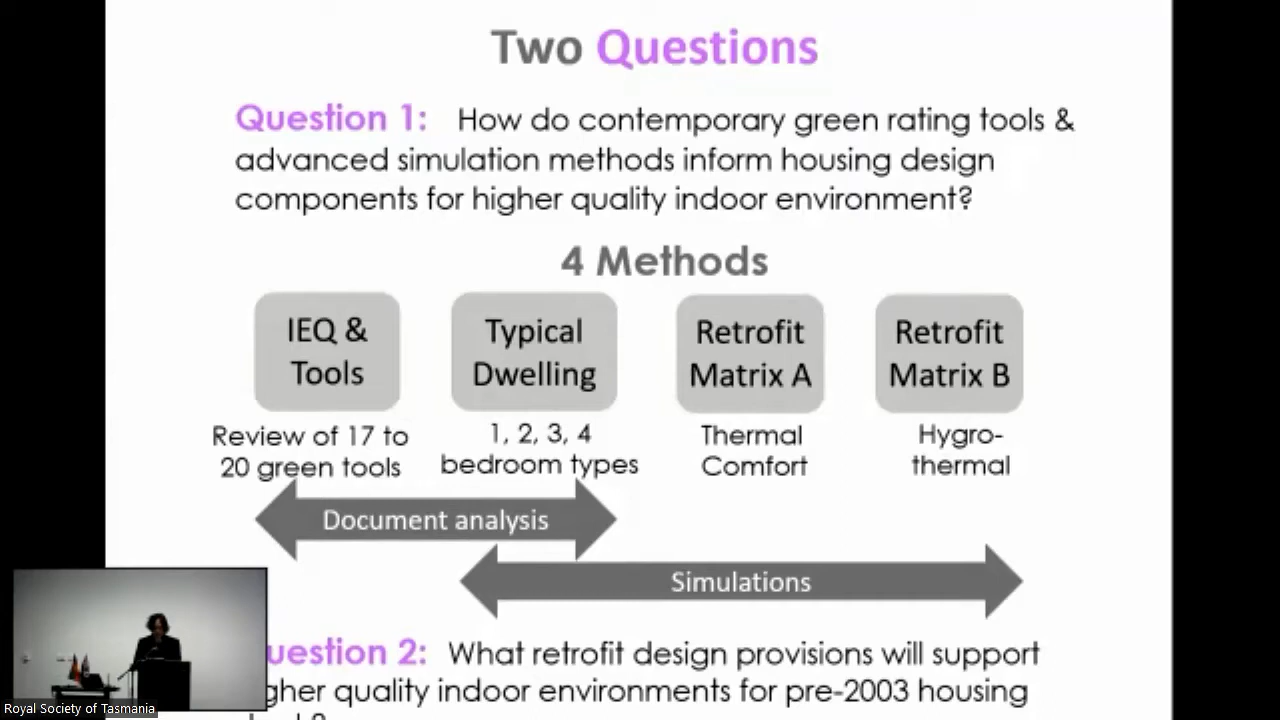 Two Questions
Question 1: How do contemporary green rating tools &
advanced simulation methods inform housing design
components for higher quality indoor environment?
4 Methods
IEQ &
Tools
Typical
Dwelling
Retrofit
Matrix A
Retrofit
Matrix B
Review of 17 to
20 green tools
1, 2, 3, 4
bedroom types
Thermal
Comfort
Hygro-
thermal
Document analysis
Simulations
uestion 2: What retrofit design provisions will support
gher quality indoor environments for pre-2003 housing
Royal Society of Tasmania